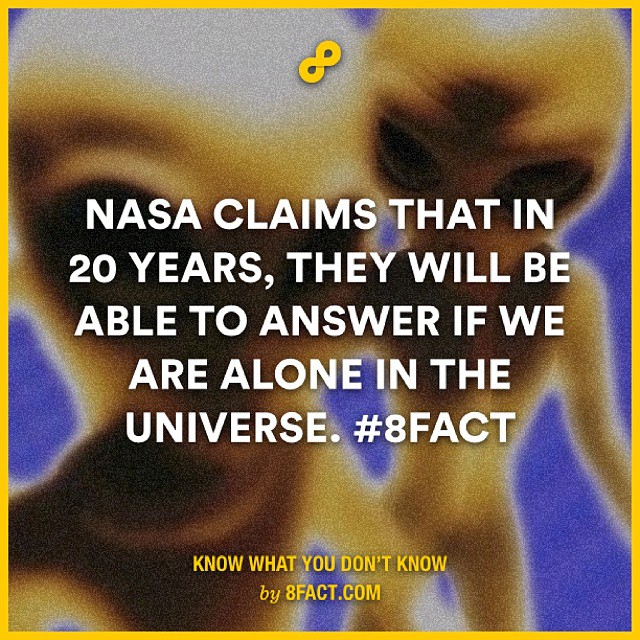 NASA CLAIMS THAT IN
20 YEARS, THEY WILL BE
ABLE TO ANSWER IF WE
ARE ALONE IN THE
UNIVERSE. #8FACT
KNOW WHAT YOU DON'T KNOW
by 8FACT.COM